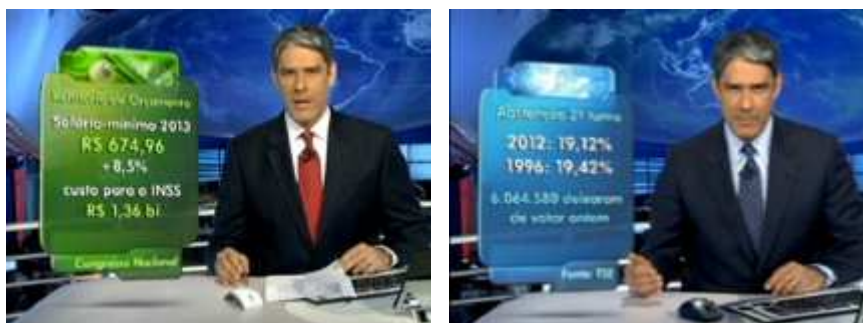 Salário-mínimo 2013
R$ 674,96
+8,5%
custo para o INSS
R$ 1,36 bi
Congresso Nacional
Abstenção 2º turno
2012: 19,12%
1996: 19,42%
6.064.580 deixaram
de votar ontem
Fonte: TSE